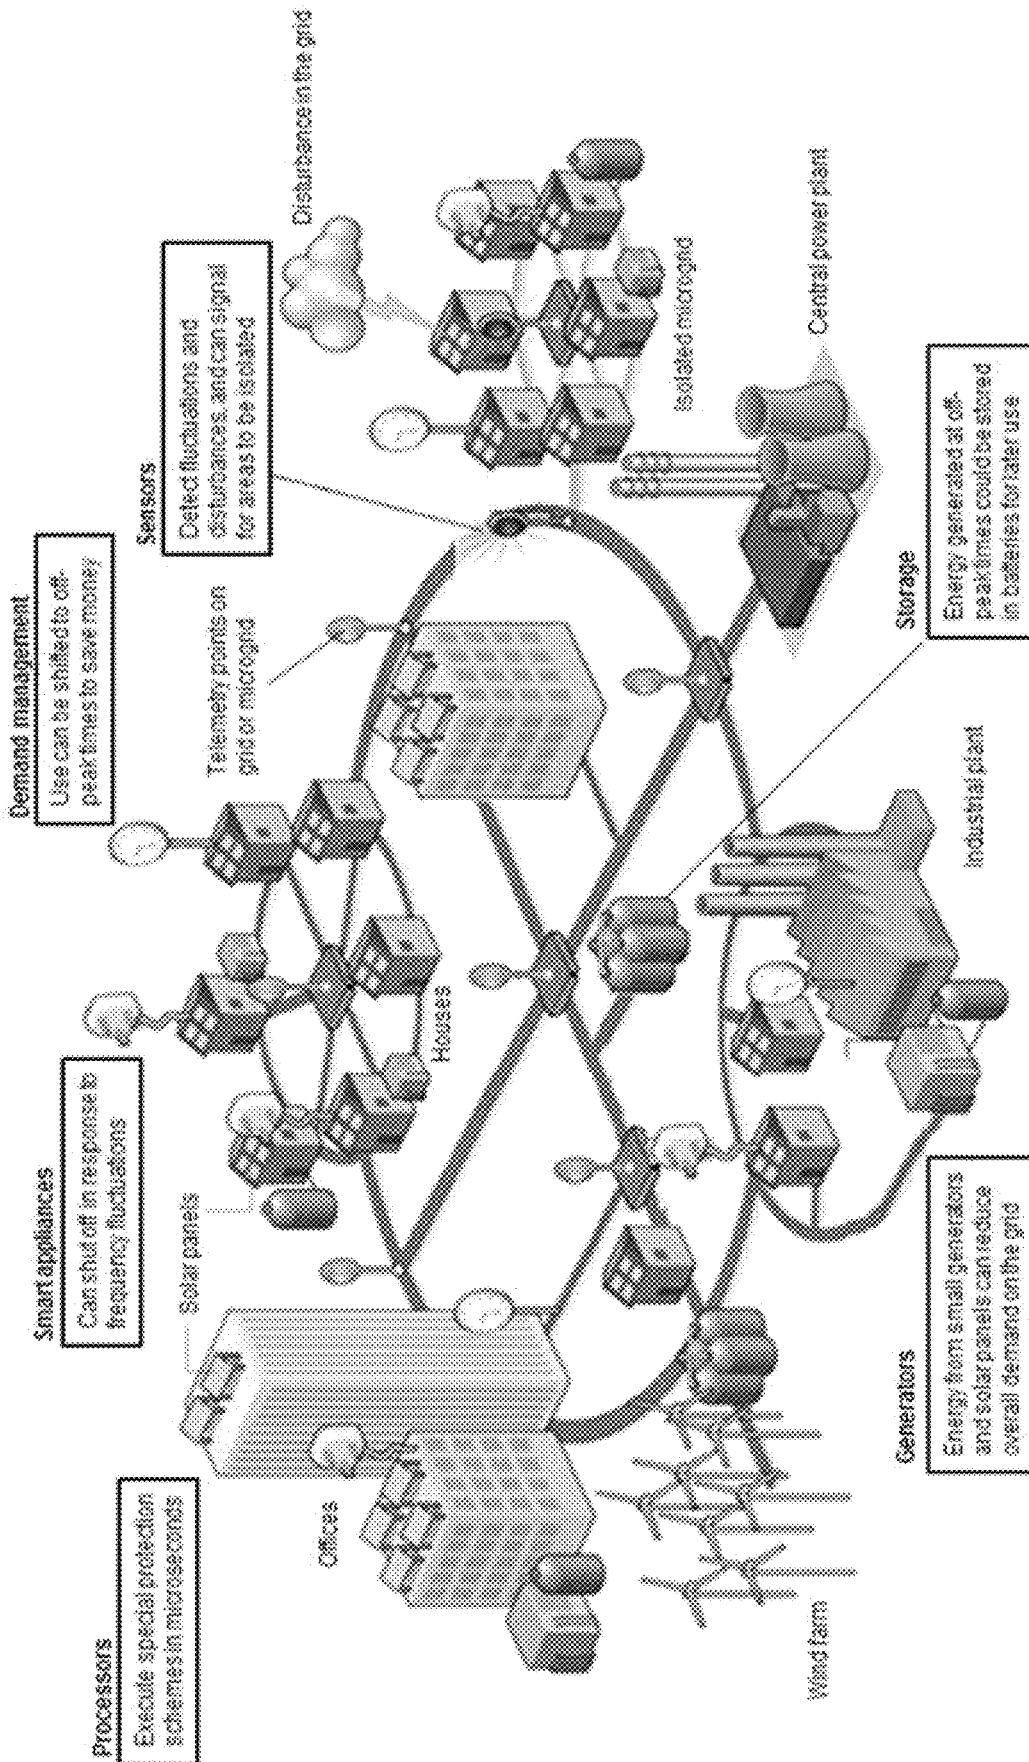 Processors
Execute special protection
schemes in microseconds
Smart appliances
Can shut off in response to
frequency fluctuations
Demand management
Use can be shifted to off-
peak times to save money
Sensors
Detect fluctuations and
disturbances, and can signal
for areas to be isolated
Disturbance in the grid
Solar panels
Telemetry points on
grid or microgrid
Offices
Houses
Isolated microgrid
Central power plant
Wind farm
Industrial plant
Generators
Energy from small generators
and solar panels can reduce
overall demand on the grid
Storage
Energy generated at off-
peak times could be stored
in batteries for later use